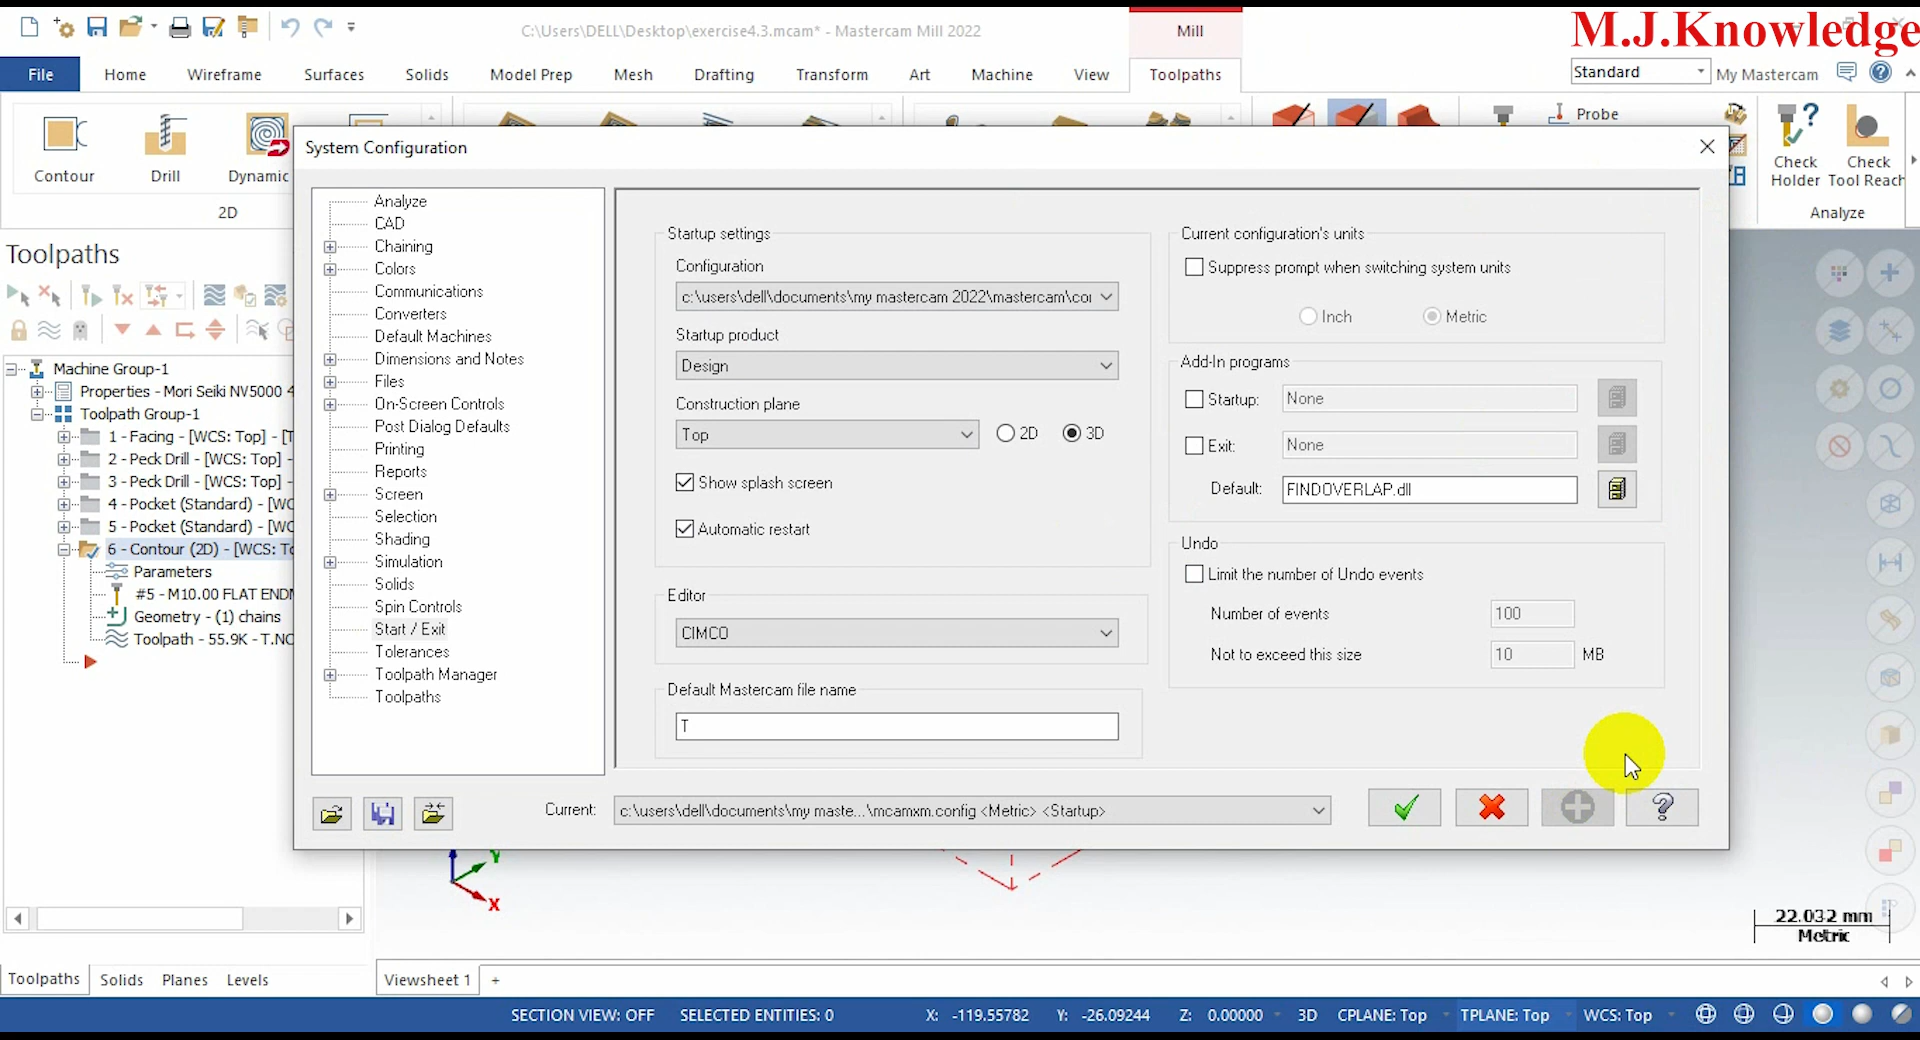 C:\Users\DELL\Desktop\exercise4.3.mcam* - Mastercam Mill 2022
Mill
M.J.Knowledge
File
Home
Wireframe
Surfaces
Solids
Model Prep
Mesh
Drafting
Transform
Art
Machine
View
Toolpaths
Standard
My Mastercam
Contour
Drill
Dynamic
2D
Probe
Check
Holder
Check
Tool Reach
Analyze
Toolpaths
Machine Group-1
Properties - Mori Seiki NV5000 4
Toolpath Group-1
1 - Facing - [WCS: Top] - [T
2 - Peck Drill - [WCS: Top] -
3 - Peck Drill - [WCS: Top] -
4 - Pocket (Standard) - [WC
5 - Pocket (Standard) - [WC
6 - Contour (2D) - [WCS: To
Parameters
#5 - M10.00 FLAT ENDM
Geometry - (1) chains
Toolpath - 55.9K - T.NC
System Configuration
Analyze
CAD
Chaining
Colors
Communications
Converters
Default Machines
Dimensions and Notes
Files
On-Screen Controls
Post Dialog Defaults
Printing
Reports
Screen
Selection
Shading
Simulation
Solids
Spin Controls
Start / Exit
Tolerances
Toolpath Manager
Toolpaths
Startup settings
Configuration
c:\users\dell\documents\my mastercam 2022\mastercam\cor
Startup product
Design
Construction plane
Top
2D
3D
Show splash screen
Automatic restart
Editor
CIMCO
Default Mastercam file name
T
Current configuration's units
Suppress prompt when switching system units
Inch
Metric
Add-In programs
Startup:
None
Exit:
None
Default:
FINDOVERLAP.dll
Undo
Limit the number of Undo events
Number of events
100
Not to exceed this size
10
MB
Current:
c:\users\dell\documents\my maste...\mcamxm.config <Metric> <Startup>
Y
X
22.032 mm
Metric
Toolpaths
Solids
Planes
Levels
Viewsheet 1
+
SECTION VIEW: OFF
SELECTED ENTITIES: 0
X: -119.55782
Y: -26.09244
Z: 0.00000
3D
CPLANE: Top
TPLANE: Top
WCS: Top